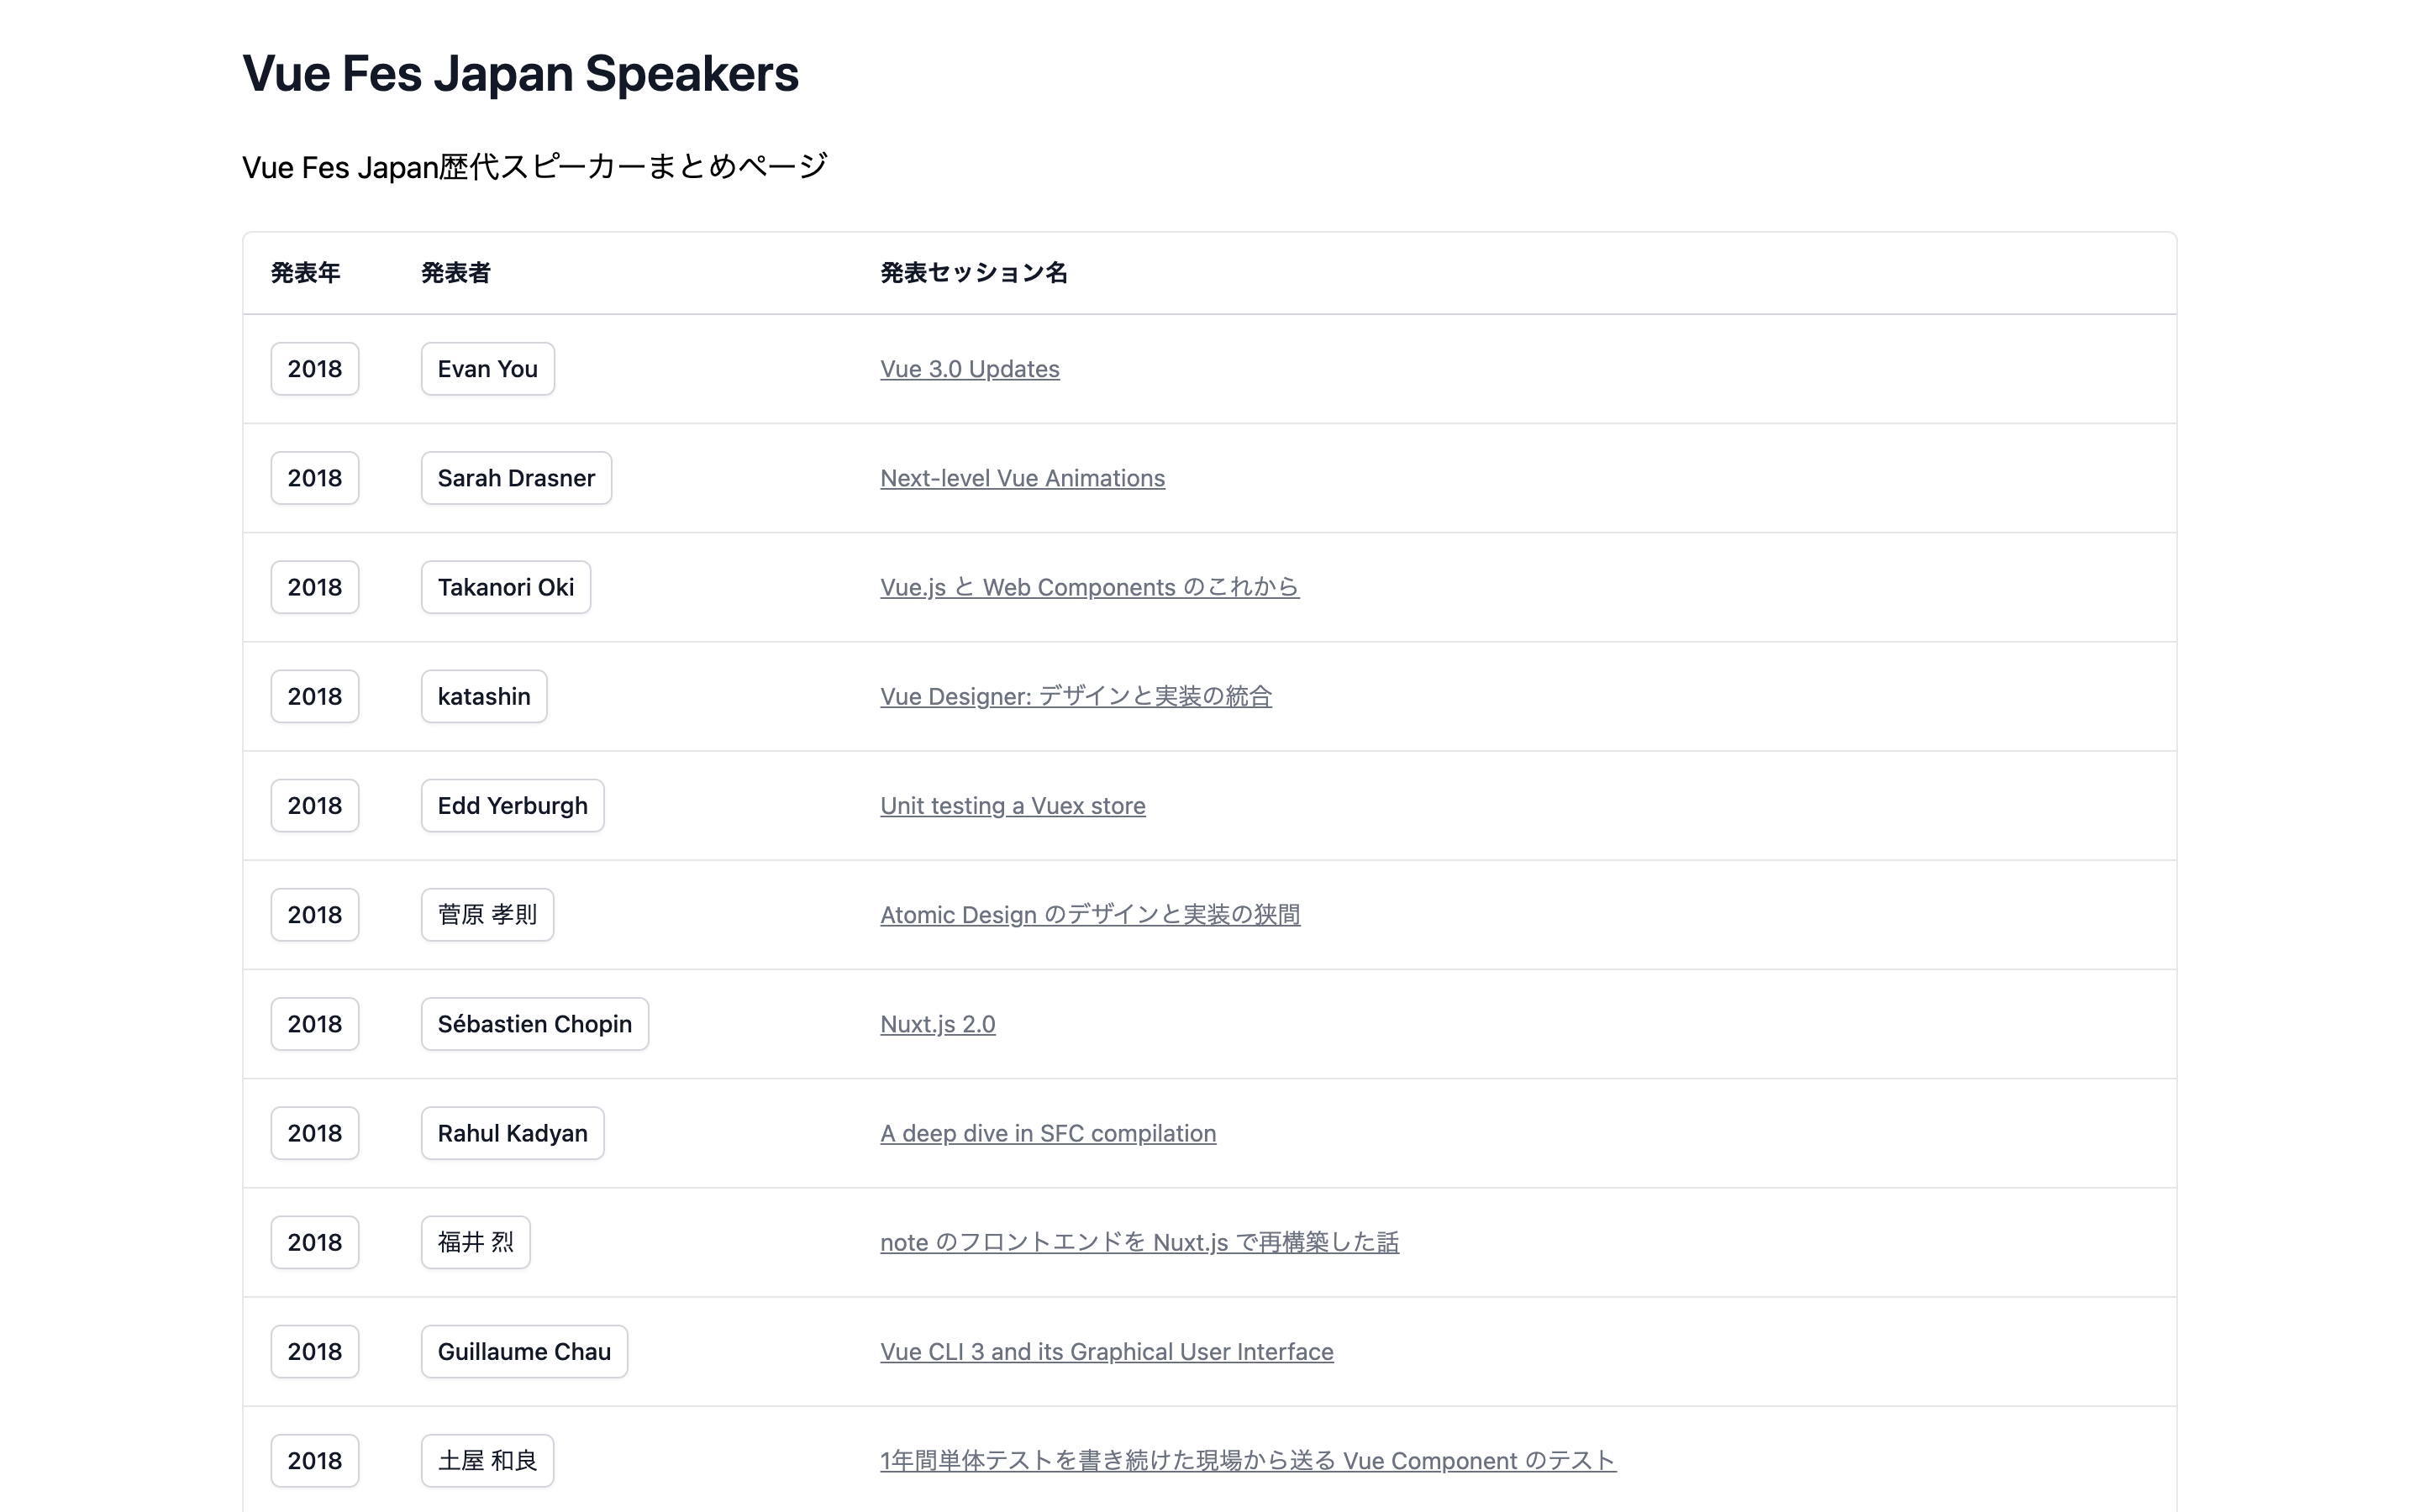 Vue Fes Japan Speakers
Vue Fes Japan歴代スピーカーまとめページ
発表年 発表者 発表セッション名
2018 Evan You Vue 3.0 Updates
2018 Sarah Drasner Next-level Vue Animations
2018 Takanori Oki Vue.js と Web Components のこれから
2018 katashin Vue Designer: デザインと実装の統合
2018 Edd Yerburgh Unit testing a Vuex store
2018 菅原 孝則 Atomic Design のデザインと実装の狭間
2018 Sébastien Chopin Nuxt.js 2.0
2018 Rahul Kadyan A deep dive in SFC compilation
2018 福井 烈 note のフロントエンドを Nuxt.js で再構築した話
2018 Guillaume Chau Vue CLI 3 and its Graphical User Interface
2018 土屋 和良 1年間単体テストを書き続けた現場から送る Vue Component のテスト